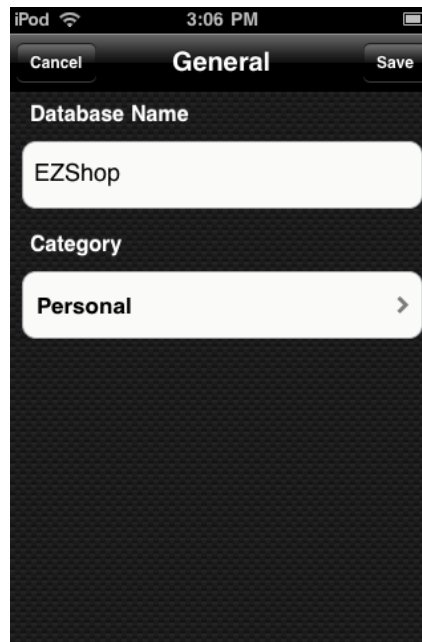 iPod 3:06 PM
Cancel General Save
Database Name
EZShop
Category
Personal